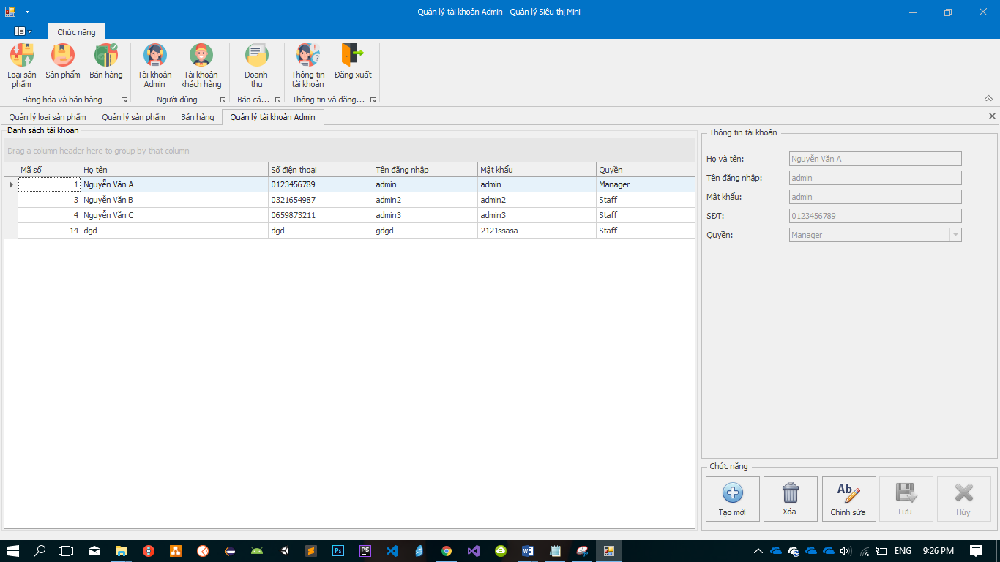 Quản lý tài khoản Admin - Quản lý Siêu thị Mini
Chức năng
Loại sản phẩm
Sản phẩm
Bán hàng
Tài khoản Admin
Tài khoản khách hàng
Doanh thu
Thông tin tài khoản
Đăng xuất
Hàng hóa và bán hàng
Người dùng
Báo cá...
Thông tin và đăng...
Quản lý loại sản phẩm
Quản lý sản phẩm
Bán hàng
Quản lý tài khoản Admin
Danh sách tài khoản
Drag a column header here to group by that column
Mã số Họ tên Số điện thoại Tên đăng nhập Mật khẩu Quyền
1 Nguyễn Văn A 0123456789 admin admin Manager
3 Nguyễn Văn B 0321654987 admin2 admin2 Staff
4 Nguyễn Văn C 0659873211 admin3 admin3 Staff
14 dgd dgd gdgd 2121ssasa Staff
Thông tin tài khoản
Họ và tên: Nguyễn Văn A
Tên đăng nhập: admin
Mật khẩu: admin
SĐT: 0123456789
Quyền: Manager
Chức năng
Tạo mới
Xóa
Ab
Chỉnh sửa
Lưu
Hủy
Ps
PS
ENG
9:26 PM